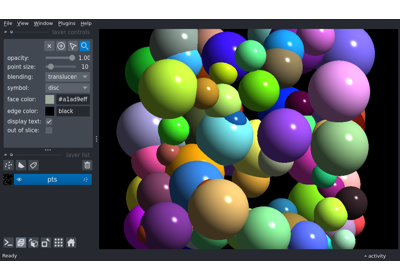 File View Window Plugins Help
layer controls
opacity: 1.00
point size: 10
blending: translucen
symbol: disc
face color: #a1ad9eff
edge color: black
display text:
out of slice:
layer list
pts
Ready activity